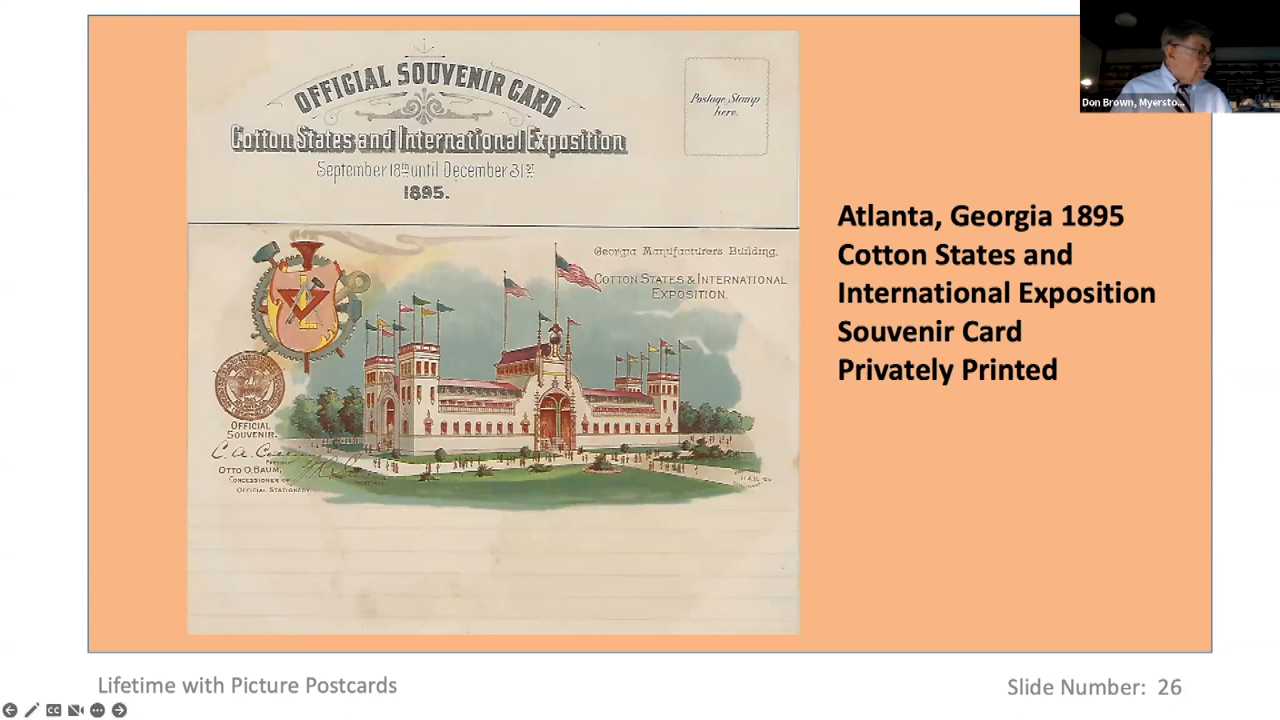 OFFICIAL SOUVENIR CARD
Cotton States and International Exposition
September 18th until December 31st
1895.
Postage Stamp
here.
Georgia Manufacturers Building.
COTTON STATES & INTERNATIONAL
EXPOSITION.
OFFICIAL
SOUVENIR.
PRESIDENT
OTTO O. BAUM,
CONCESSIONER OF
OFFICIAL STATIONERY
Atlanta, Georgia 1895
Cotton States and
International Exposition
Souvenir Card
Privately Printed
Don Brown, Myersto...
Lifetime with Picture Postcards
Slide Number: 26
CC